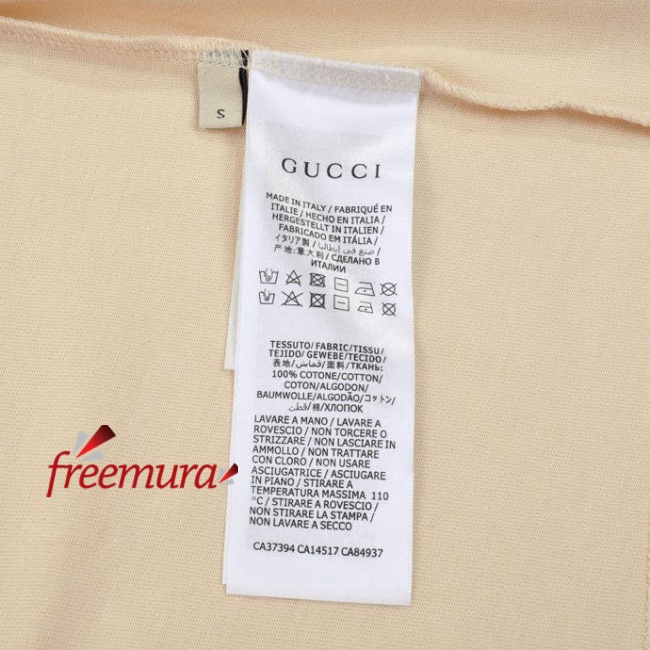 S
GUCCI
MADE IN ITALY / FABRIQUÉ EN
ITALIE / HECHO EN ITALIA /
HERGESTELLT IN ITALIEN /
FABRICADO EM ITÁLIA /
イタリア製 / صنع في إيطاليا /
产 地: 意 大 利 / СДЕЛАНО В
ИТАЛИИ
TESSUTO/FABRIC/TISSU/
TEJIDO/ GEWEBE/TECIDO/
表地/قماش/面料/ТКАНЬ:
100% COTONE/COTTON/
COTON/ALGODON/
BAUMWOLLE/ALGODÃO/コットン/
قطن/棉/ХЛОПОК
LAVARE A MANO / LAVARE A
ROVESCIO / NON TORCERE O
STRIZZARE / NON LASCIARE IN
AMMOLLO / NON TRATTARE
CON CLORO / NON USARE
ASCIUGATRICE / ASCIUGARE
IN PIANO / STIRARE A
TEMPERATURA MASSIMA 110
°C / STIRARE A ROVESCIO /
NON STIRARE LA STAMPA /
NON LAVARE A SECCO
CA37394 CA14517 CA84937
freemura